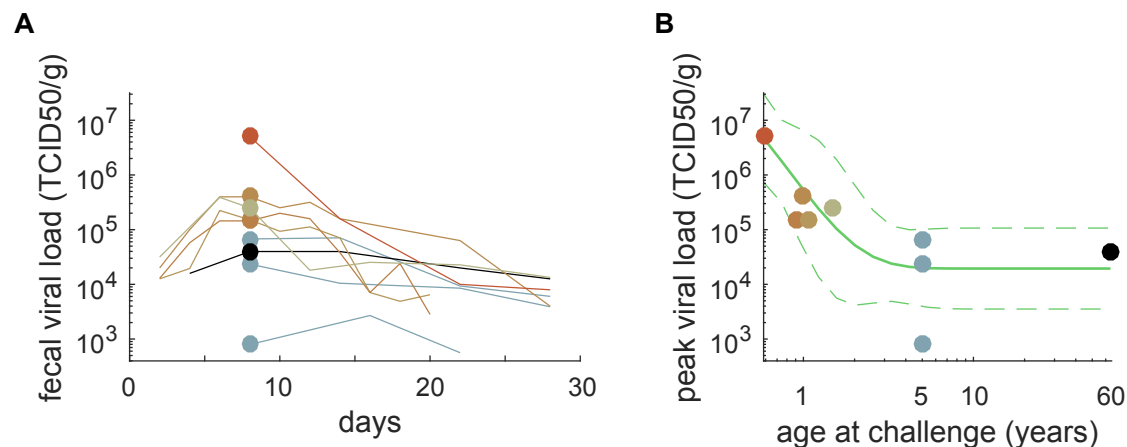 A
fecal viral load (TCID50/g)
10^7
10^6
10^5
10^4
10^3
0 10 20 30
days
B
peak viral load (TCID50/g)
10^7
10^6
10^5
10^4
10^3
1 5 10 60
age at challenge (years)